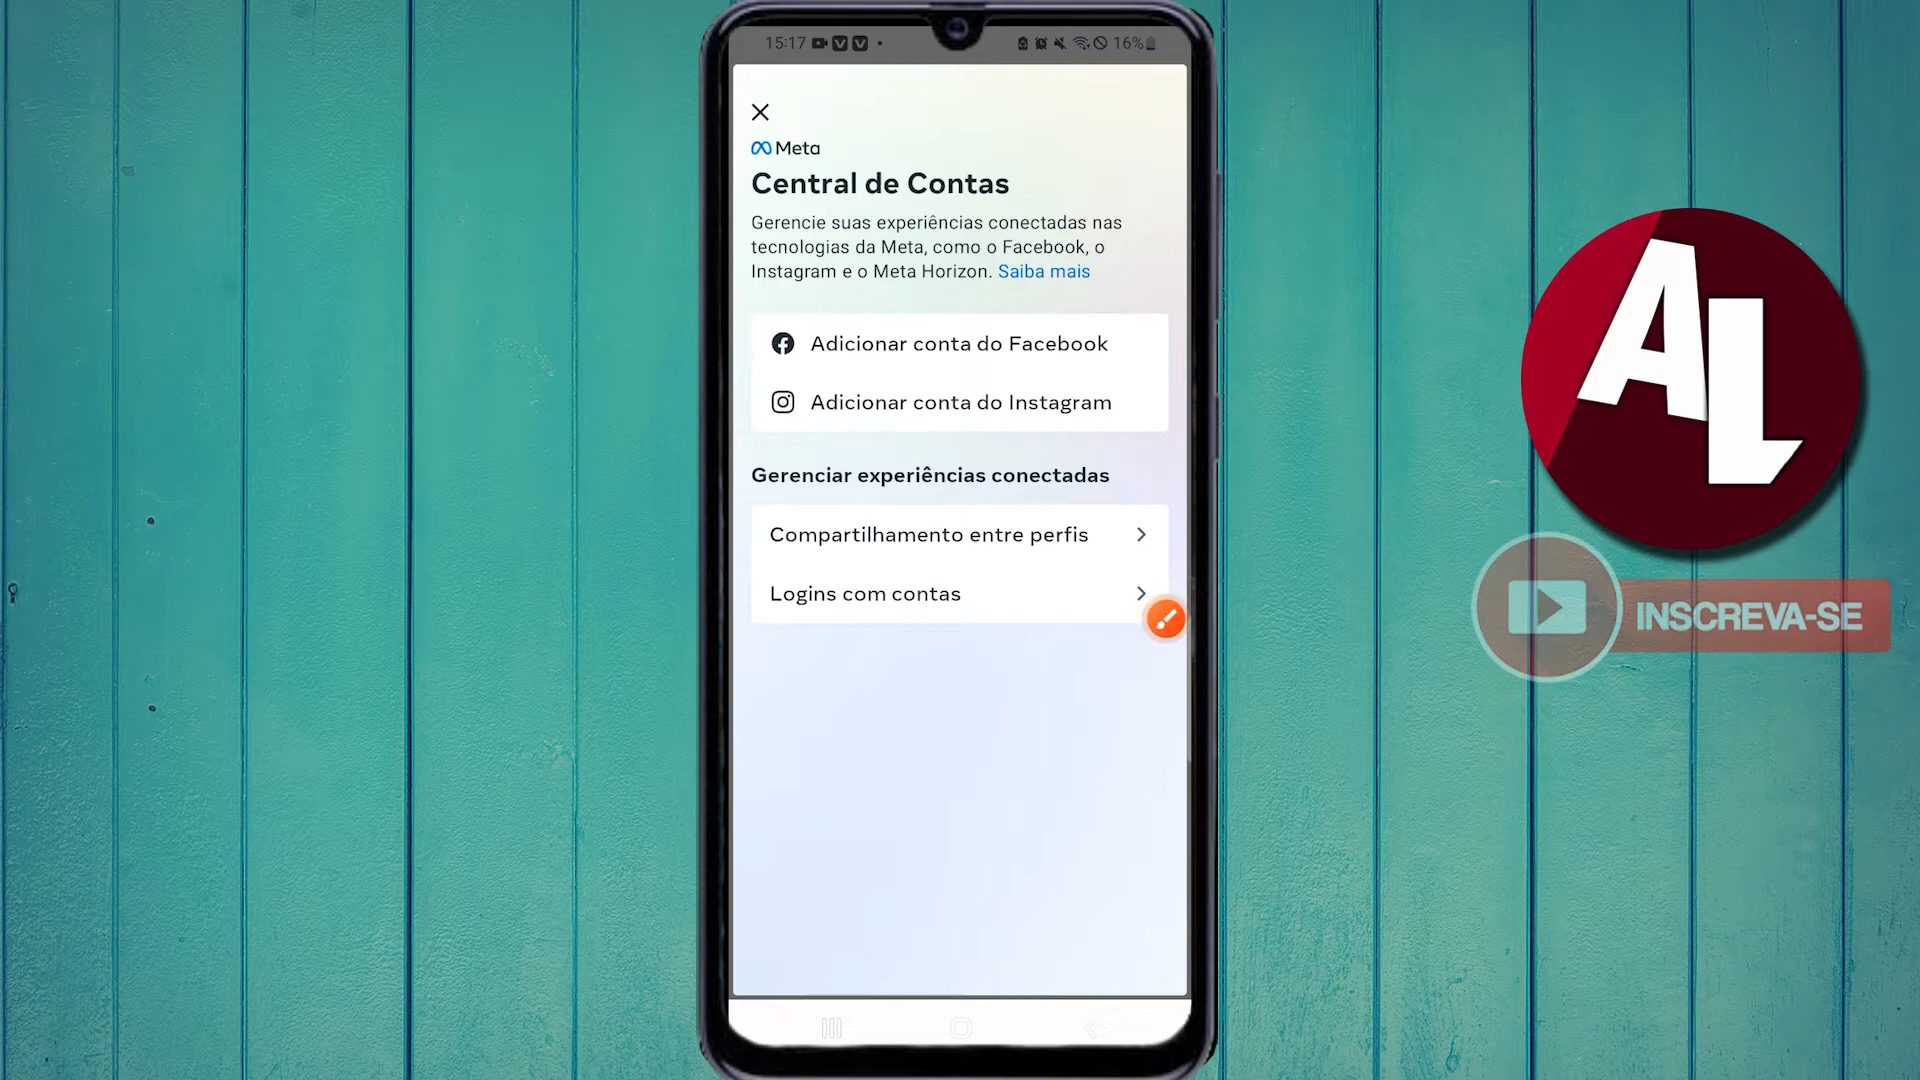 15:17
16%
Meta
Central de Contas
Gerencie suas experiências conectadas nas
tecnologias da Meta, como o Facebook, o
Instagram e o Meta Horizon. Saiba mais
Adicionar conta do Facebook
Adicionar conta do Instagram
Gerenciar experiências conectadas
Compartilhamento entre perfis
Logins com contas
AL
INSCREVA-SE